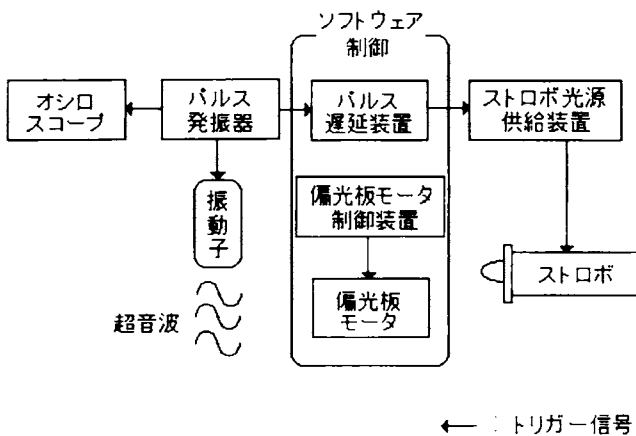 ソフトウェア
制御
オシロ
スコープ
パルス
発振器
パルス
遅延装置
ストロボ光源
供給装置
振
動
子
偏光板モータ
制御装置
ストロボ
偏光板
モータ
超音波
: トリガー信号